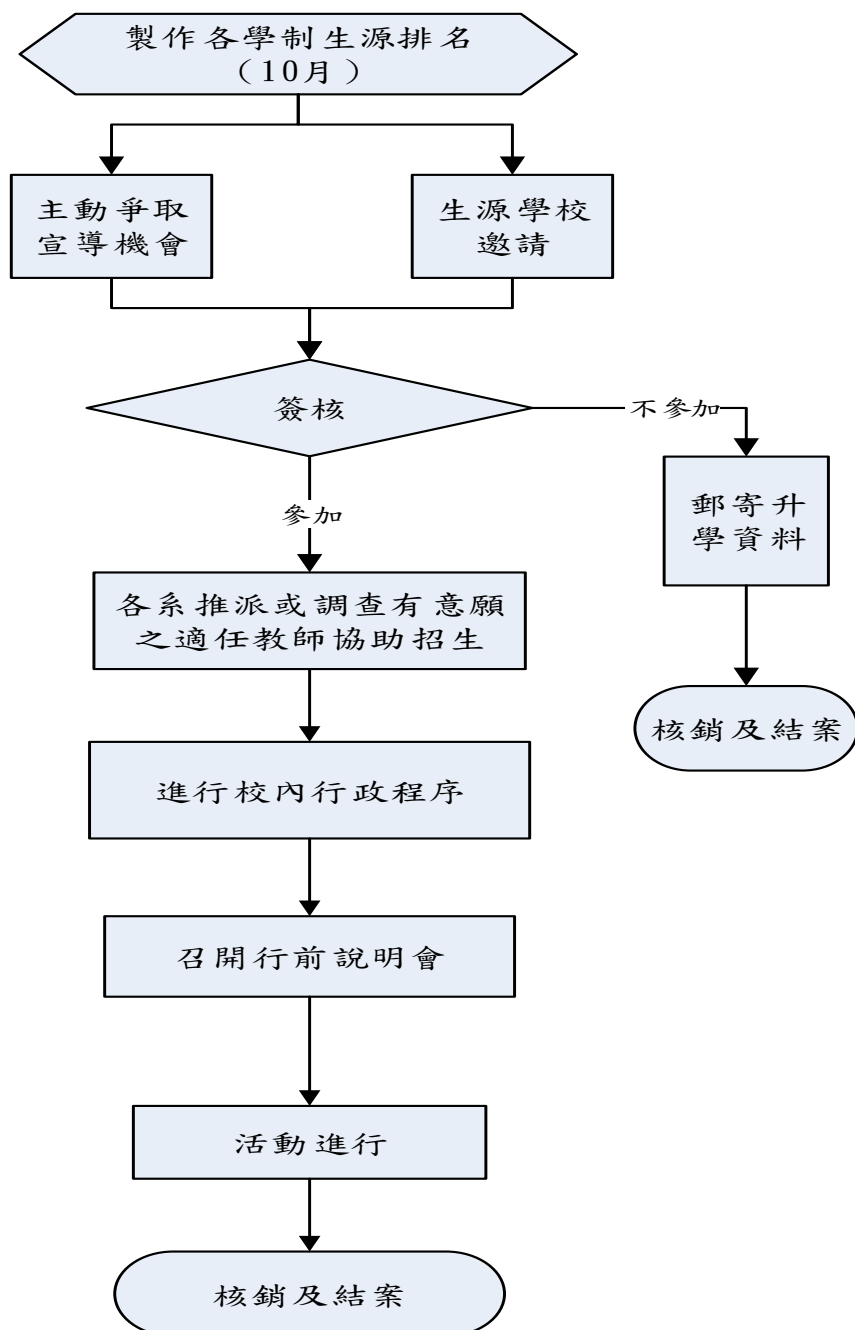 製作各學制生源排名
（10月）
主動爭取
宣導機會
生源學校
邀請
簽核
不參加
參加
郵寄升
學資料
各系推派或調查有意願
之適任教師協助招生
核銷及結案
進行校內行政程序
召開行前說明會
活動進行
核銷及結案